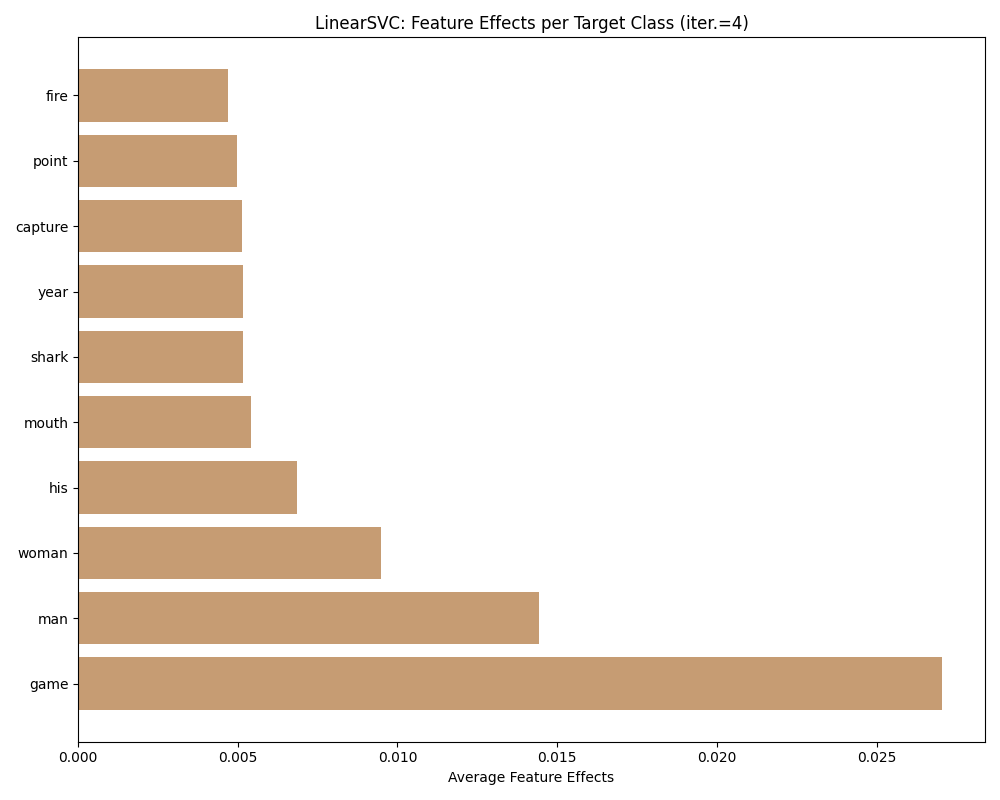 LinearSVC: Feature Effects per Target Class (iter.=4)
fire
point
capture
year
shark
mouth
his
woman
man
game
0.000 0.005 0.010 0.015 0.020 0.025
Average Feature Effects